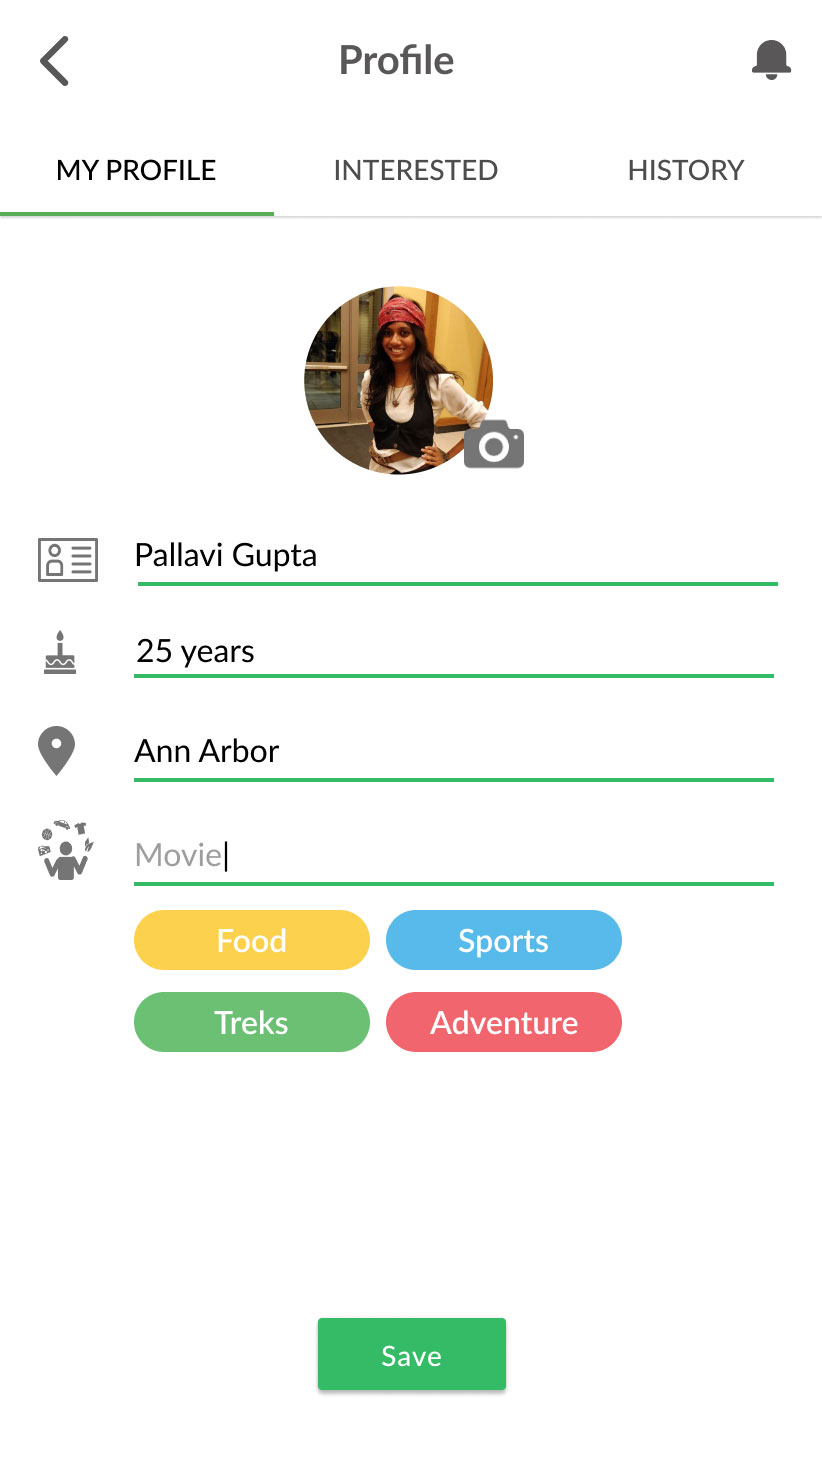 Profile
MY PROFILE INTERESTED HISTORY
Pallavi Gupta
25 years
Ann Arbor
Movie
Food Sports
Treks Adventure
Save